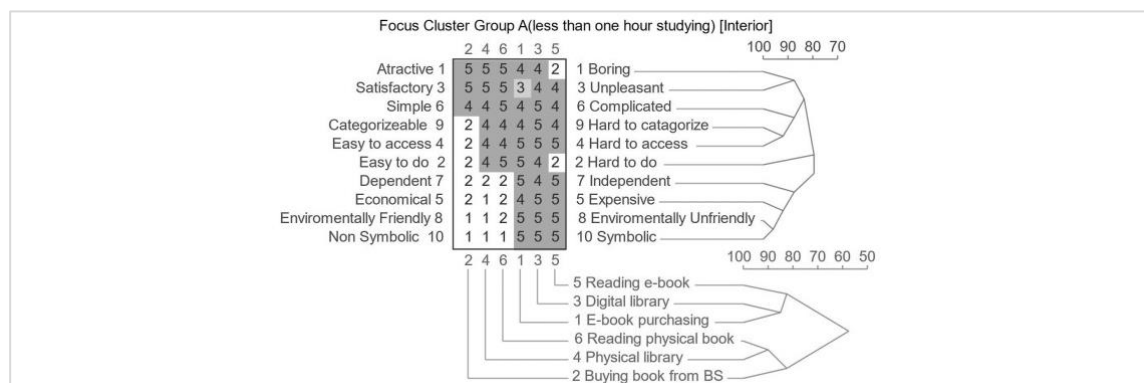 Focus Cluster Group A(less than one hour studying) [Interior]
100 90 80 70
2 4 6 1 3 5
Atractive 1 5 5 5 4 4 2 1 Boring
Satisfactory 3 5 5 5 3 4 4 3 Unpleasant
Simple 6 4 4 5 4 5 4 6 Complicated
Categorizeable 9 2 4 4 4 5 4 9 Hard to catagorize
Easy to access 4 2 4 4 5 5 5 4 Hard to access
Easy to do 2 2 4 5 5 4 2 2 Hard to do
Dependent 7 2 2 2 5 4 5 7 Independent
Economical 5 2 1 2 4 5 5 5 Expensive
Enviromentally Friendly 8 1 1 2 5 5 5 8 Enviromentally Unfriendly
Non Symbolic 10 1 1 1 5 5 5 10 Symbolic
2 4 6 1 3 5
100 90 80 70 60 50
5 Reading e-book
3 Digital library
1 E-book purchasing
6 Reading physical book
4 Physical library
2 Buying book from BS